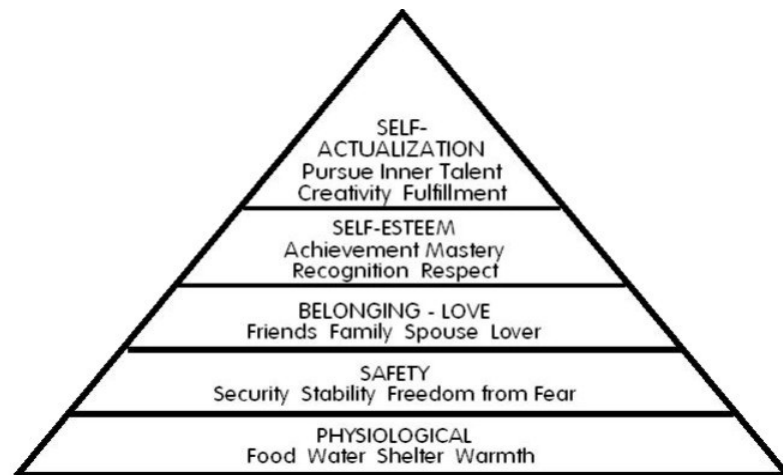 SELF-
ACTUALIZATION
Pursue Inner Talent
Creativity Fulfillment
SELF-ESTEEM
Achievement Mastery
Recognition Respect
BELONGING - LOVE
Friends Family Spouse Lover
SAFETY
Security Stability Freedom from Fear
PHYSIOLOGICAL
Food Water Shelter Warmth